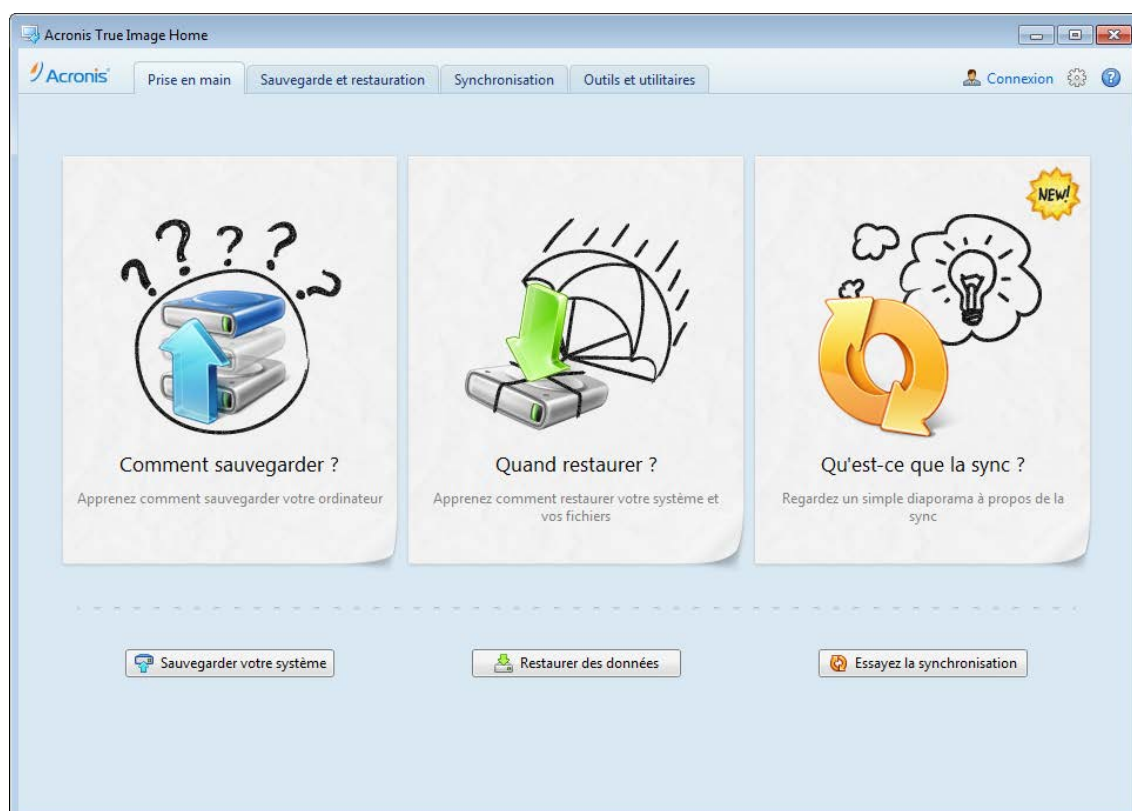 Acronis True Image Home
Acronis
Prise en main
Sauvegarde et restauration
Synchronisation
Outils et utilitaires
Connexion
?
? ? ? ? ?
Comment sauvegarder ?
Apprenez comment sauvegarder votre ordinateur
Quand restaurer ?
Apprenez comment restaurer votre système et
vos fichiers
NEW!
Qu'est-ce que la sync ?
Regardez un simple diaporama à propos de la
sync
Sauvegarder votre système
Restaurer des données
Essayez la synchronisation